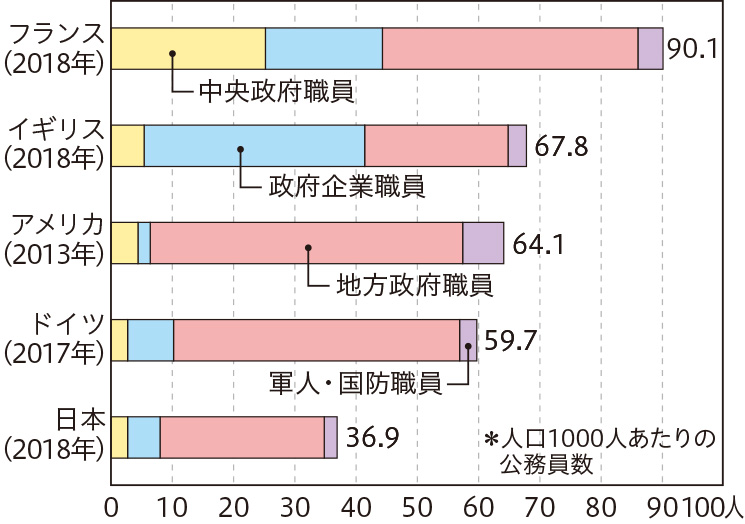 フランス
(2018年)
90.1
中央政府職員
イギリス
(2018年)
67.8
政府企業職員
アメリカ
(2013年)
64.1
地方政府職員
ドイツ
(2017年)
59.7
軍人・国防職員
日本
(2018年)
36.9
＊人口1000人あたりの
公務員数
0 10 20 30 40 50 60 70 80 90 100人